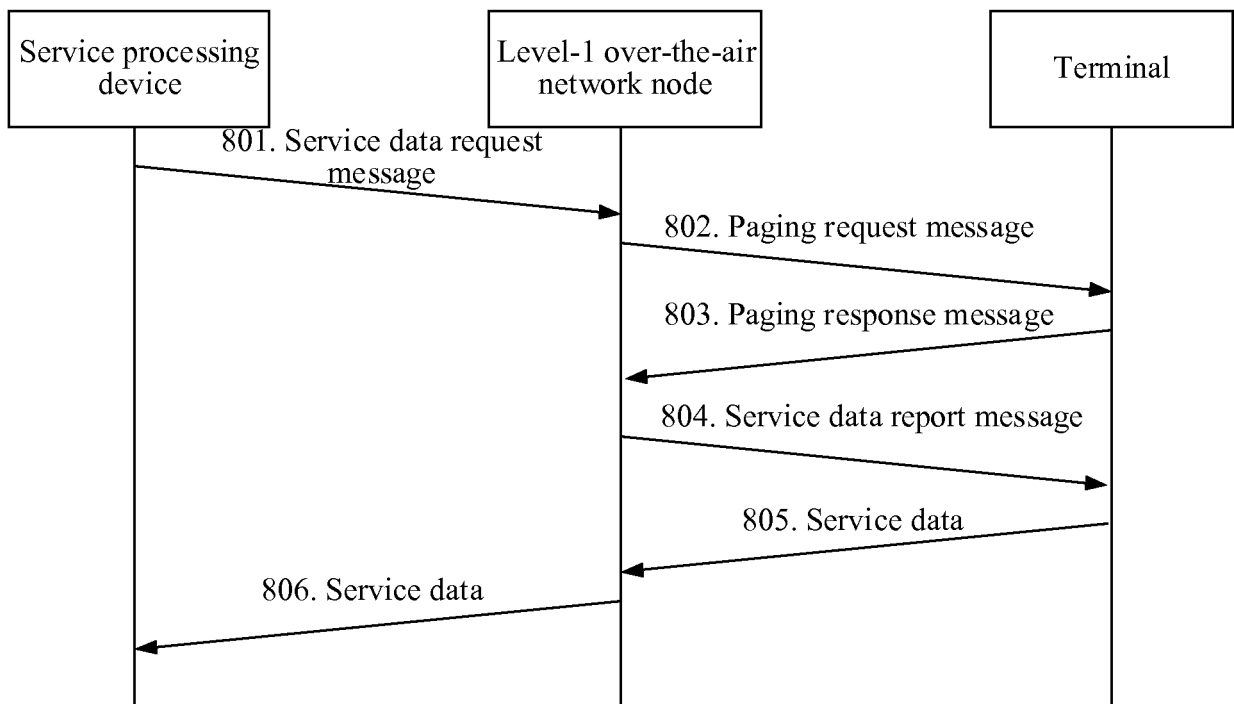 Service processing
device
Level-1 over-the-air
network node
Terminal
801. Service data request
message
802. Paging request message
803. Paging response message
804. Service data report message
805. Service data
806. Service data